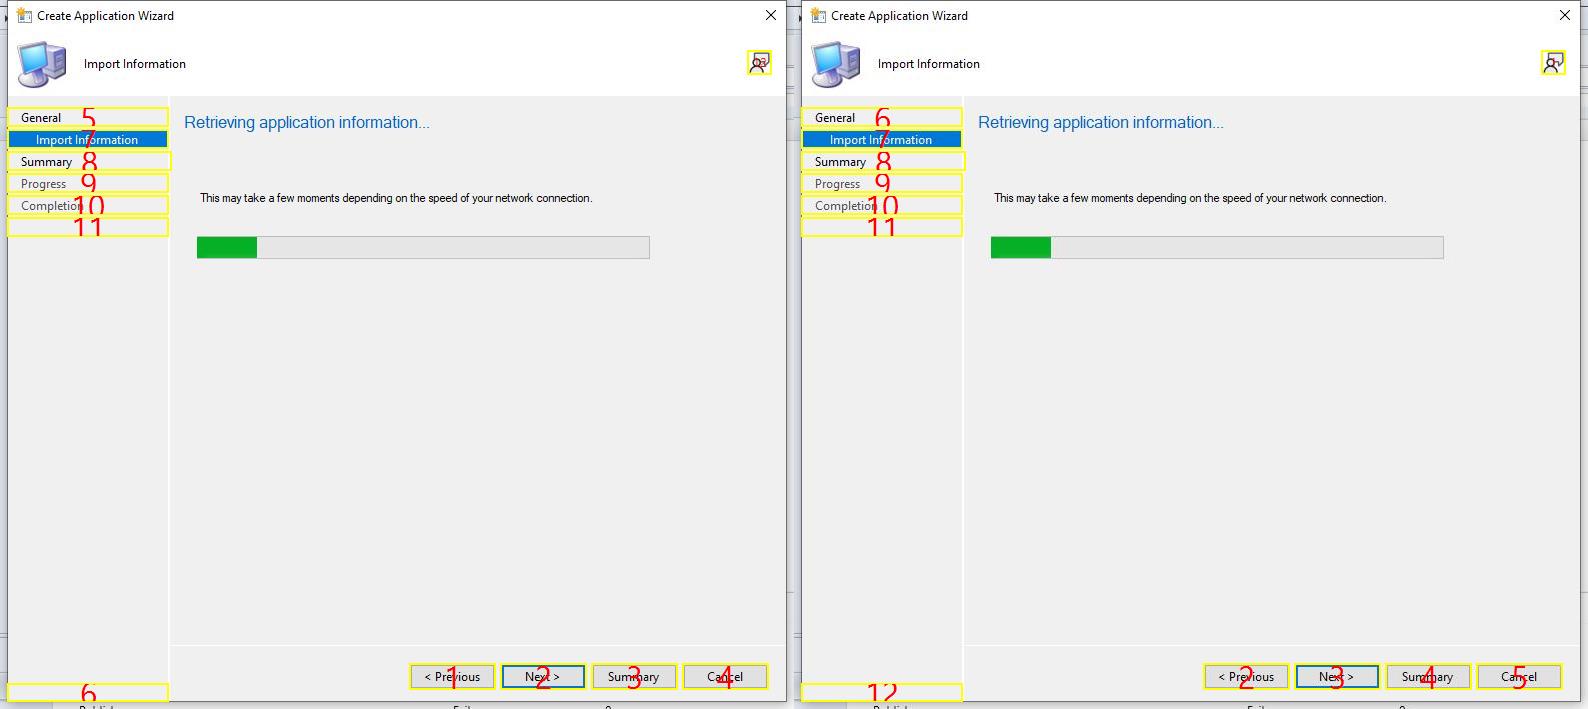 Create Application Wizard
Import Information
13
General 5
Import Information 7
Summary 8
Progress 9
Completion 10
11
6
Retrieving application information...
This may take a few moments depending on the speed of your network connection.
< Previous 1
Next > 2
Summary 3
Cancel 4
Create Application Wizard
Import Information
General 6
Import Information 7
Summary 8
Progress 9
Completion 10
11
12
Retrieving application information...
This may take a few moments depending on the speed of your network connection.
< Previous 2
Next > 3
Summary 4
Cancel 5